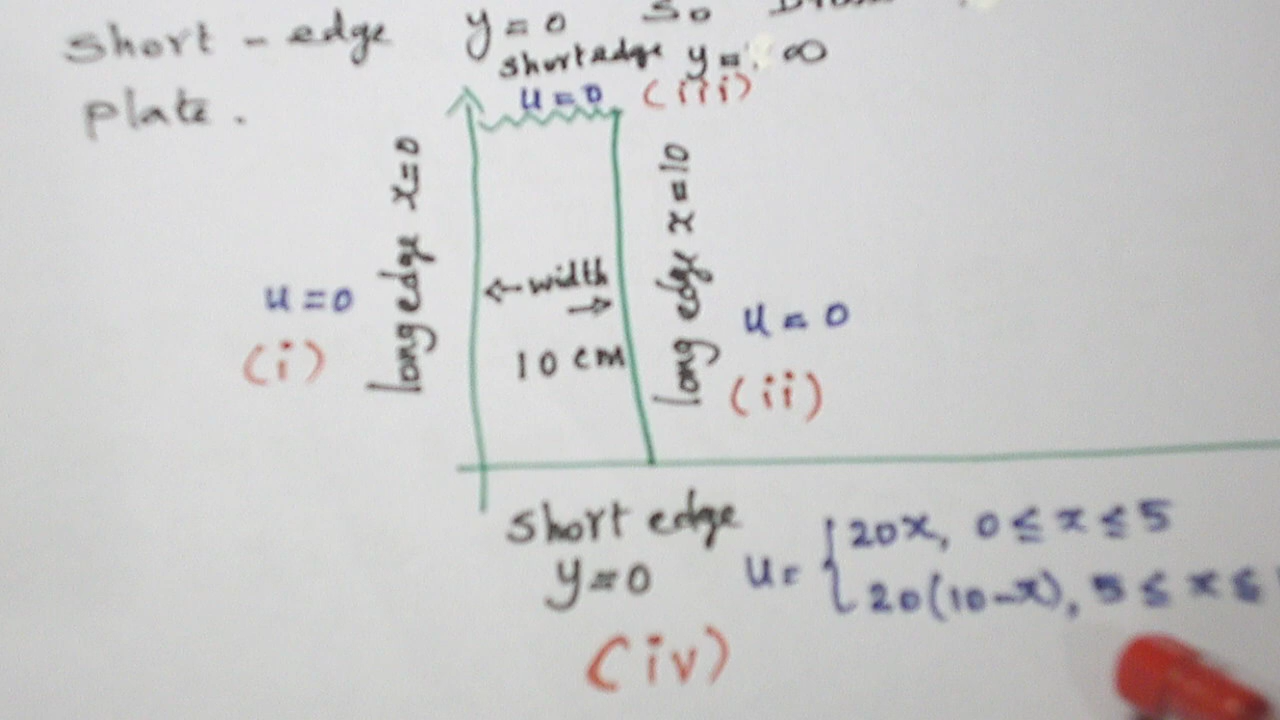 short - edge y = 0 So
shortedge y = ∞
plate.
u = 0 (iii)
long edge x=0
long edge x=10
← width →
10 cm
u = 0
(i)
u = 0
(ii)
short edge
y=0
u = { 20x, 0 ≤ x ≤ 5
20(10-x), 5 ≤ x ≤
(iv)